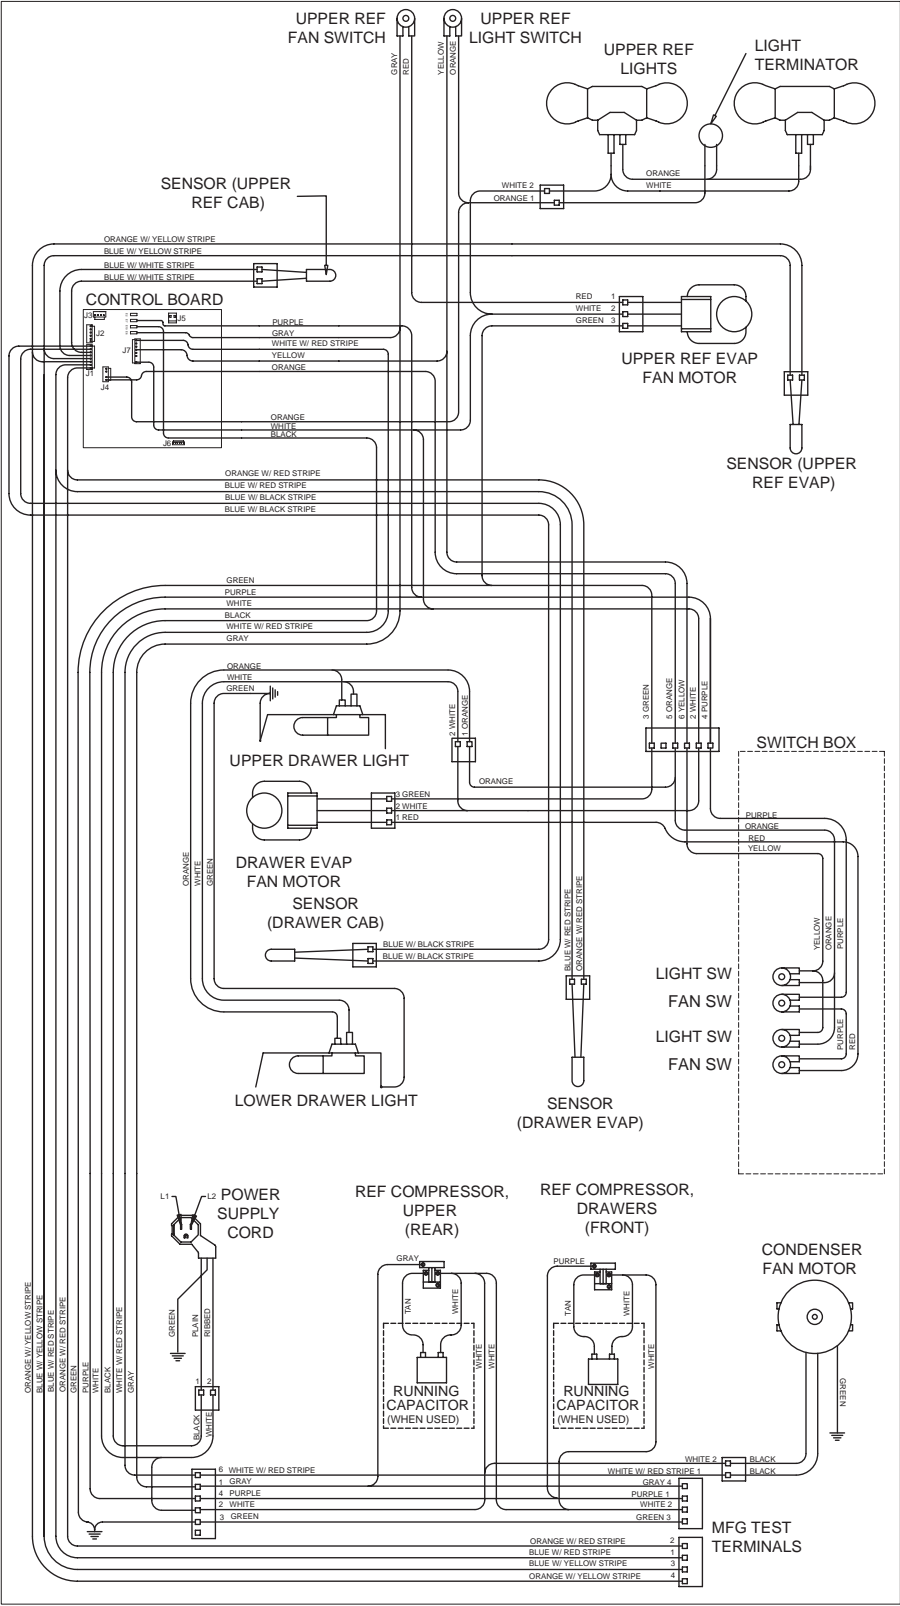 UPPER REF
FAN SWITCH
UPPER REF
LIGHT SWITCH
GRAY
RED
YELLOW
ORANGE
UPPER REF
LIGHTS
LIGHT
TERMINATOR
ORANGE
WHITE
WHITE 2
ORANGE 1
SENSOR (UPPER
REF CAB)
ORANGE W/ YELLOW STRIPE
BLUE W/ YELLOW STRIPE
BLUE W/ WHITE STRIPE
BLUE W/ WHITE STRIPE
CONTROL BOARD
J3
J5
J2
J7
J1
J4
J6
PURPLE
GRAY
WHITE W/ RED STRIPE
YELLOW
ORANGE
ORANGE
WHITE
BLACK
RED 1
WHITE 2
GREEN 3
UPPER REF EVAP
FAN MOTOR
SENSOR (UPPER
REF EVAP)
ORANGE W/ RED STRIPE
BLUE W/ RED STRIPE
BLUE W/ BLACK STRIPE
BLUE W/ BLACK STRIPE
GREEN
PURPLE
WHITE
BLACK
WHITE W/ RED STRIPE
GRAY
ORANGE
WHITE
GREEN
2 WHITE
1 ORANGE
3 GREEN
5 ORANGE
6 YELLOW
2 WHITE
4 PURPLE
UPPER DRAWER LIGHT
ORANGE
SWITCH BOX
3 GREEN
2 WHITE
1 RED
PURPLE
ORANGE
RED
YELLOW
DRAWER EVAP
FAN MOTOR
ORANGE
WHITE
GREEN
SENSOR
(DRAWER CAB)
BLUE W/ BLACK STRIPE
BLUE W/ BLACK STRIPE
BLUE W/ RED STRIPE
ORANGE W/ RED STRIPE
YELLOW
ORANGE
PURPLE
LIGHT SW
FAN SW
LIGHT SW
FAN SW
PURPLE
RED
LOWER DRAWER LIGHT
SENSOR
(DRAWER EVAP)
L1
L2
POWER
SUPPLY
CORD
REF COMPRESSOR,
UPPER
(REAR)
REF COMPRESSOR,
DRAWERS
(FRONT)
CONDENSER
FAN MOTOR
GRAY
PURPLE
TAN
WHITE
TAN
WHITE
GREEN
PLAIN
RIBBED
WHITE
WHITE
WHITE
RUNNING
CAPACITOR
(WHEN USED)
RUNNING
CAPACITOR
(WHEN USED)
GREEN
ORANGE W/ YELLOW STRIPE
BLUE W/ YELLOW STRIPE
BLUE W/ RED STRIPE
ORANGE W/ RED STRIPE
GREEN
PURPLE
WHITE
BLACK
WHITE W/ RED STRIPE
GRAY
1
2
BLACK
WHITE
WHITE 2
BLACK
6 WHITE W/ RED STRIPE
WHITE W/ RED STRIPE 1
BLACK
1 GRAY
GRAY 4
4 PURPLE
PURPLE 1
2 WHITE
WHITE 2
3 GREEN
GREEN 3
MFG TEST
TERMINALS
ORANGE W/ RED STRIPE 2
BLUE W/ RED STRIPE 1
BLUE W/ YELLOW STRIPE 3
ORANGE W/ YELLOW STRIPE 4